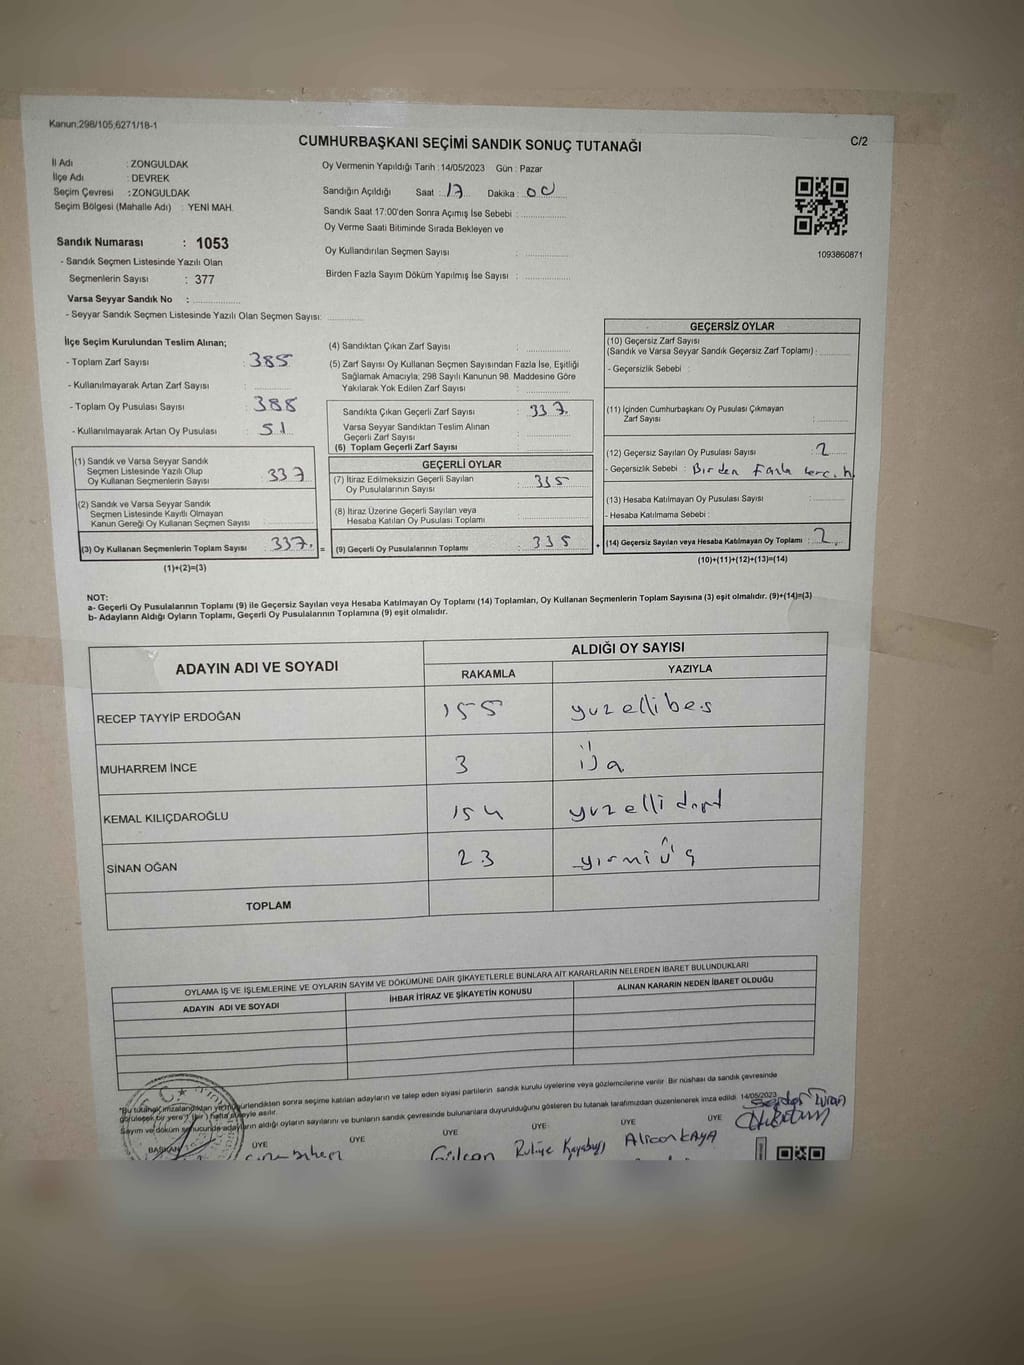 Kanun:298/105,6271/18-1
CUMHURBAŞKANI SEÇİMİ SANDIK SONUÇ TUTANAĞI
C/2
İl Adı : ZONGULDAK
İlçe Adı : DEVREK
Seçim Çevresi : ZONGULDAK
Seçim Bölgesi (Mahalle Adı) : YENİ MAH.
Oy Vermenin Yapıldığı Tarih : 14/05/2023 Gün : Pazar
Sandığın Açıldığı Saat : 17 Dakika : 00
Sandık Saat 17:00'den Sonra Açılmış İse Sebebi :
Oy Verme Saati Bitiminde Sırada Bekleyen ve
Oy Kullandırılan Seçmen Sayısı :
Birden Fazla Sayım Döküm Yapılmış İse Sayısı :
1093860871
Sandık Numarası : 1053
- Sandık Seçmen Listesinde Yazılı Olan
Seçmenlerin Sayısı : 377
Varsa Seyyar Sandık No :
- Seyyar Sandık Seçmen Listesinde Yazılı Olan Seçmen Sayısı:
İlçe Seçim Kurulundan Teslim Alınan;
- Toplam Zarf Sayısı : 385
- Kullanılmayarak Artan Zarf Sayısı :
- Toplam Oy Pusulası Sayısı : 388
- Kullanılmayarak Artan Oy Pusulası : 51
(1) Sandık ve Varsa Seyyar Sandık
Seçmen Listesinde Yazılı Olup
Oy Kullanan Seçmenlerin Sayısı : 337
(2) Sandık ve Varsa Seyyar Sandık
Seçmen Listesinde Kayıtlı Olmayan
Kanun Gereği Oy Kullanan Seçmen Sayısı :
(3) Oy Kullanan Seçmenlerin Toplam Sayısı : 337
(1)+(2)=(3)
(4) Sandıktan Çıkan Zarf Sayısı :
(5) Zarf Sayısı Oy Kullanan Seçmen Sayısından Fazla İse, Eşitliği
Sağlamak Amacıyla; 298 Sayılı Kanunun 98. Maddesine Göre
Yakılarak Yok Edilen Zarf Sayısı :
Sandıkta Çıkan Geçerli Zarf Sayısı : 337
Varsa Seyyar Sandıktan Teslim Alınan
Geçerli Zarf Sayısı :
(6) Toplam Geçerli Zarf Sayısı :
GEÇERLİ OYLAR
(7) İtiraz Edilmeksizin Geçerli Sayılan
Oy Pusulalarının Sayısı : 335
(8) İtiraz Üzerine Geçerli Sayılan veya
Hesaba Katılan Oy Pusulası Toplamı :
= (9) Geçerli Oy Pusulalarının Toplamı : 335 +
GEÇERSİZ OYLAR
(10) Geçersiz Zarf Sayısı
(Sandık ve Varsa Seyyar Sandık Geçersiz Zarf Toplamı) :
- Geçersizlik Sebebi :
(11) İçinden Cumhurbaşkanı Oy Pusulası Çıkmayan
Zarf Sayısı :
(12) Geçersiz Sayılan Oy Pusulası Sayısı : 2
- Geçersizlik Sebebi : Birden Fazla terc.h
(13) Hesaba Katılmayan Oy Pusulası Sayısı :
- Hesaba Katılmama Sebebi :
(14) Geçersiz Sayılan veya Hesaba Katılmayan Oy Toplamı : 2
(10)+(11)+(12)+(13)=(14)
NOT:
a- Geçerli Oy Pusulalarının Toplamı (9) ile Geçersiz Sayılan veya Hesaba Katılmayan Oy Toplamı (14) Toplamları, Oy Kullanan Seçmenlerin Toplam Sayısına (3) eşit olmalıdır. (9)+(14)=(3)
b- Adayların Aldığı Oyların Toplamı, Geçerli Oy Pusulalarının Toplamına (9) eşit olmalıdır.
ADAYIN ADI VE SOYADI ALDIĞI OY SAYISI
RAKAMLA YAZIYLA
RECEP TAYYİP ERDOĞAN 155 yuzellibes
MUHARREM İNCE 3 üç
KEMAL KILIÇDAROĞLU 154 yuzelli dört
SİNAN OĞAN 23 yirmi üç
TOPLAM
OYLAMA İŞ VE İŞLEMLERİNE VE OYLARIN SAYIM VE DÖKÜMÜNE DAİR ŞİKAYETLERLE BUNLARA AİT KARARLARIN NELERDEN İBARET BULUNDUKLARI
ADAYIN ADI VE SOYADI İHBAR İTİRAZ VE ŞİKAYETİN KONUSU ALINAN KARARIN NEDEN İBARET OLDUĞU
"Bu tutanak imzalandıktan ve mühürlendikten sonra seçime katılan adayların ve talep eden siyasi partilerin sandık kurulu üyelerine veya gözlemcilerine verilir. Bir nüshası da sandık çevresinde
görülecek bir yere 1 (bir) hafta süreyle asılır.
Sayım ve döküm sonucunda adayların aldığı oyların sayılarını ve bunların sandık çevresinde bulunanlara duyurulduğunu gösteren bu tutanak tarafımızdan düzenlenerek imza edildi. 14/05/2023
BAŞKAN ÜYE ÜYE ÜYE ÜYE ÜYE ÜYE
Gülcan Alican KAYA